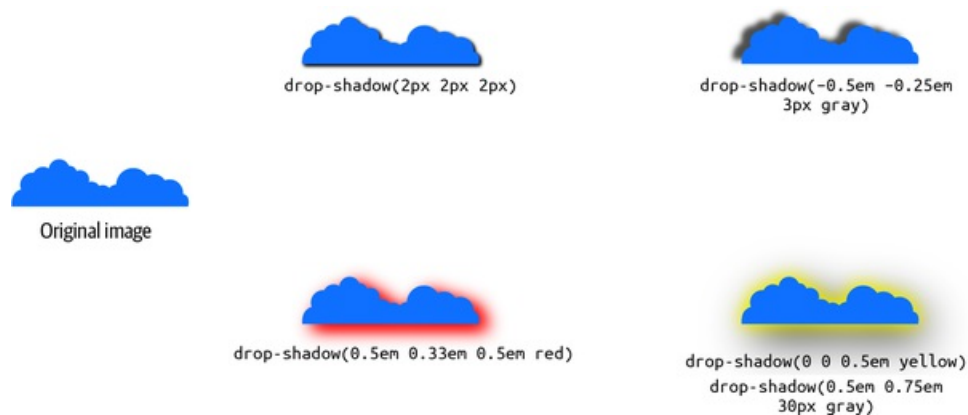 drop-shadow(2px 2px 2px)
drop-shadow(-0.5em -0.25em
3px gray)
Original image
drop-shadow(0.5em 0.33em 0.5em red)
drop-shadow(0 0 0.5em yellow)
drop-shadow(0.5em 0.75em
30px gray)